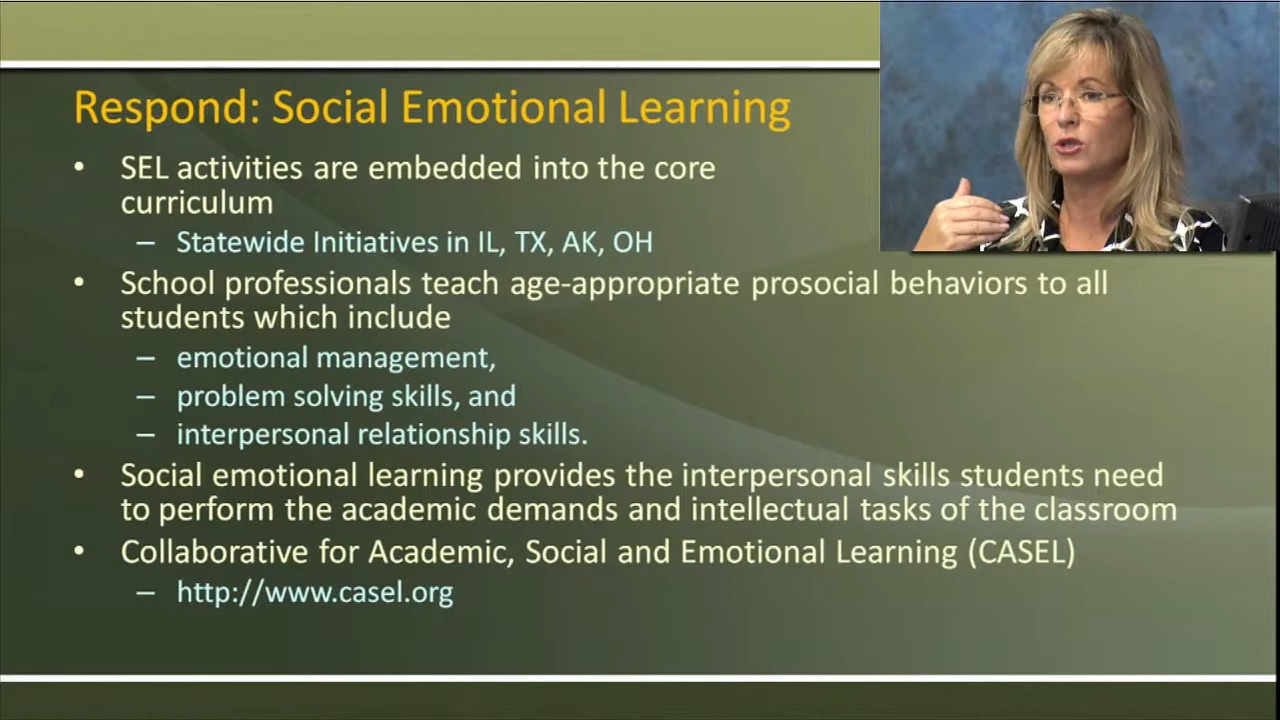 Respond: Social Emotional Learning
• SEL activities are embedded into the core
curriculum
– Statewide Initiatives in IL, TX, AK, OH
• School professionals teach age-appropriate prosocial behaviors to all
students which include
– emotional management,
– problem solving skills, and
– interpersonal relationship skills.
• Social emotional learning provides the interpersonal skills students need
to perform the academic demands and intellectual tasks of the classroom
• Collaborative for Academic, Social and Emotional Learning (CASEL)
– http://www.casel.org